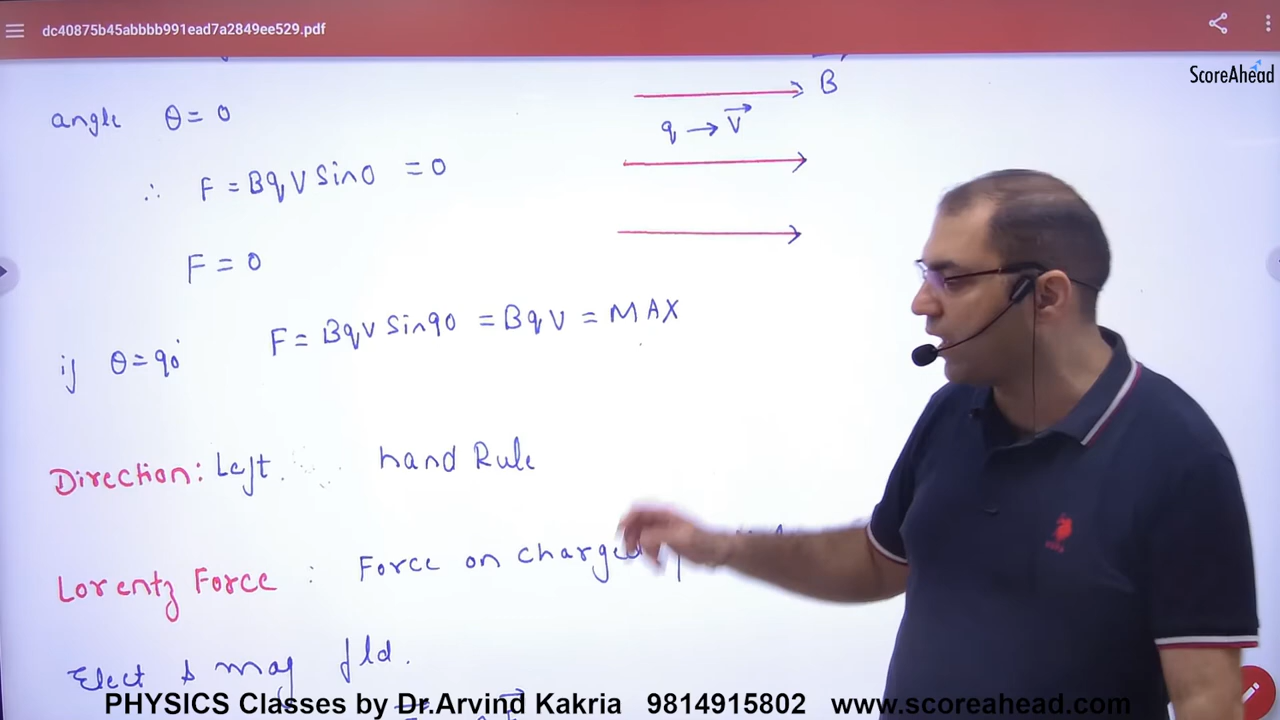 dc40875b45abbbb991ead7a2849ee529.pdf
ScoreAhead
B
angle θ = 0
q → V
∴ F = BqV Sin0 = 0
F = 0
if θ = 90° F = BqV Sin90 = BqV = MAX
Direction: Left hand Rule
Lorentz Force : Force on charged
Elect & mag fld.
PHYSICS Classes by Dr.Arvind Kakria 9814915802 www.scoreahead.com